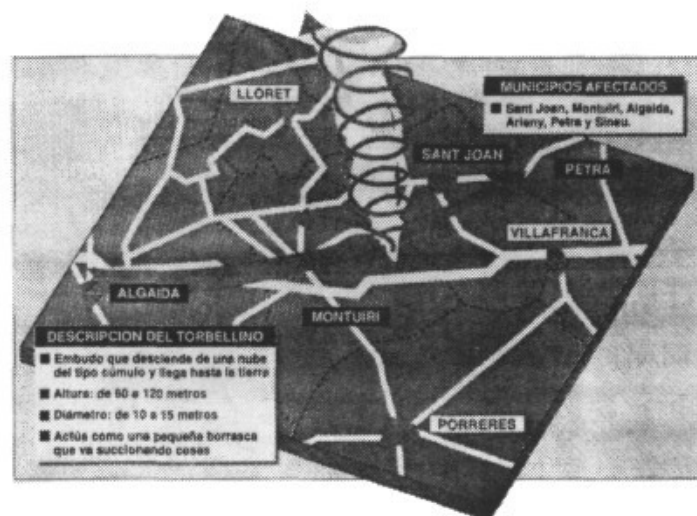 MUNICIPIOS AFECTADOS
Sant Joan, Montuiri, Algaida,
Ariany, Petra y Sineu.
LLORET
SANT JOAN
PETRA
VILLAFRANCA
ALGAIDA
MONTUIRI
DESCRIPCION DEL TORBELLINO
Embudo que desciende de una nube
del tipo cúmulo y llega hasta la tierra
Altura: de 60 a 120 metros
Diámetro: de 10 a 15 metros
Actúa como una pequeña borrasca
que va succionando cosas
PORRERES